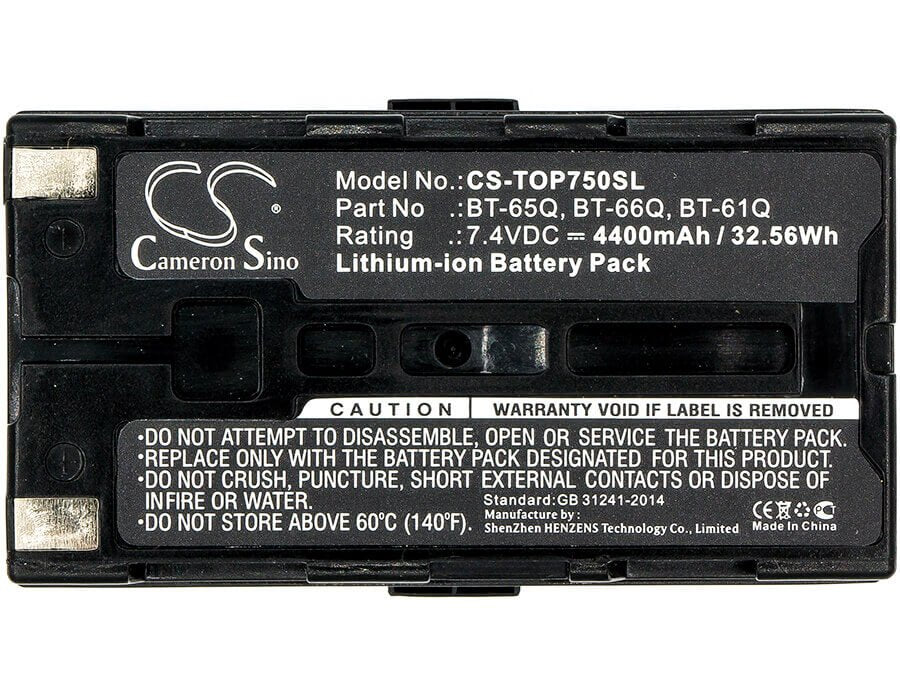 CS®
Cameron Sino
Model No.:CS-TOP750SL
Part No .:BT-65Q, BT-66Q, BT-61Q
Rating .:7.4VDC ⎓ 4400mAh / 32.56Wh
Lithium-ion Battery Pack
CAUTION | WARRANTY VOID IF LABEL IS REMOVED
•DO NOT ATTEMPT TO DISASSEMBLE, OPEN OR SERVICE THE BATTERY PACK.
•REPLACE ONLY WITH THE BATTERY PACK DESIGNATED FOR THIS PRODUCT.
•DO NOT CRUSH, PUNCTURE, SHORT EXTERNAL CONTACTS OR DISPOSE OF
INFIRE OR WATER.
•DO NOT STORE ABOVE 60ºC (140ºF).
Standard:GB 31241-2014
Manufacture by :
ShenZhen HENZENS Technology Co., Limited
CE
Made In China